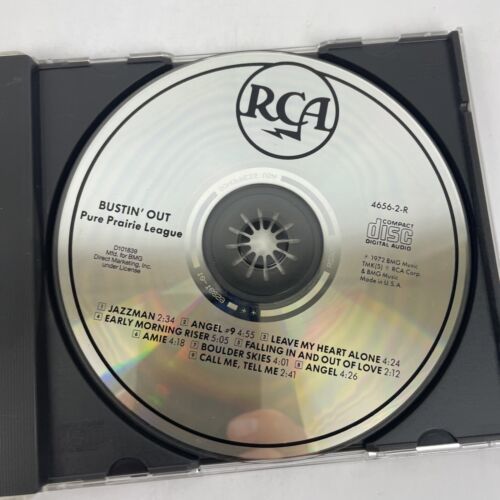 RCA
BUSTIN' OUT
Pure Prairie League
D101639
Mfd. for BMG
Direct Marketing, Inc.
under License
4656-2-R
COMPACT
disc
DIGITAL AUDIO
℗ 1972 BMG Music
TMK(S) ® RCA Corp.
& BMG Music
Made in U.S.A.
1 JAZZMAN 2:34 2 ANGEL #9 4:55 3 LEAVE MY HEART ALONE 4:24
4 EARLY MORNING RISER 5:05 5 FALLING IN AND OUT OF LOVE 2:12
6 AMIE 4:18 7 BOULDER SKIES 4:01 8 ANGEL 4:26
9 CALL ME, TELL ME 2:41